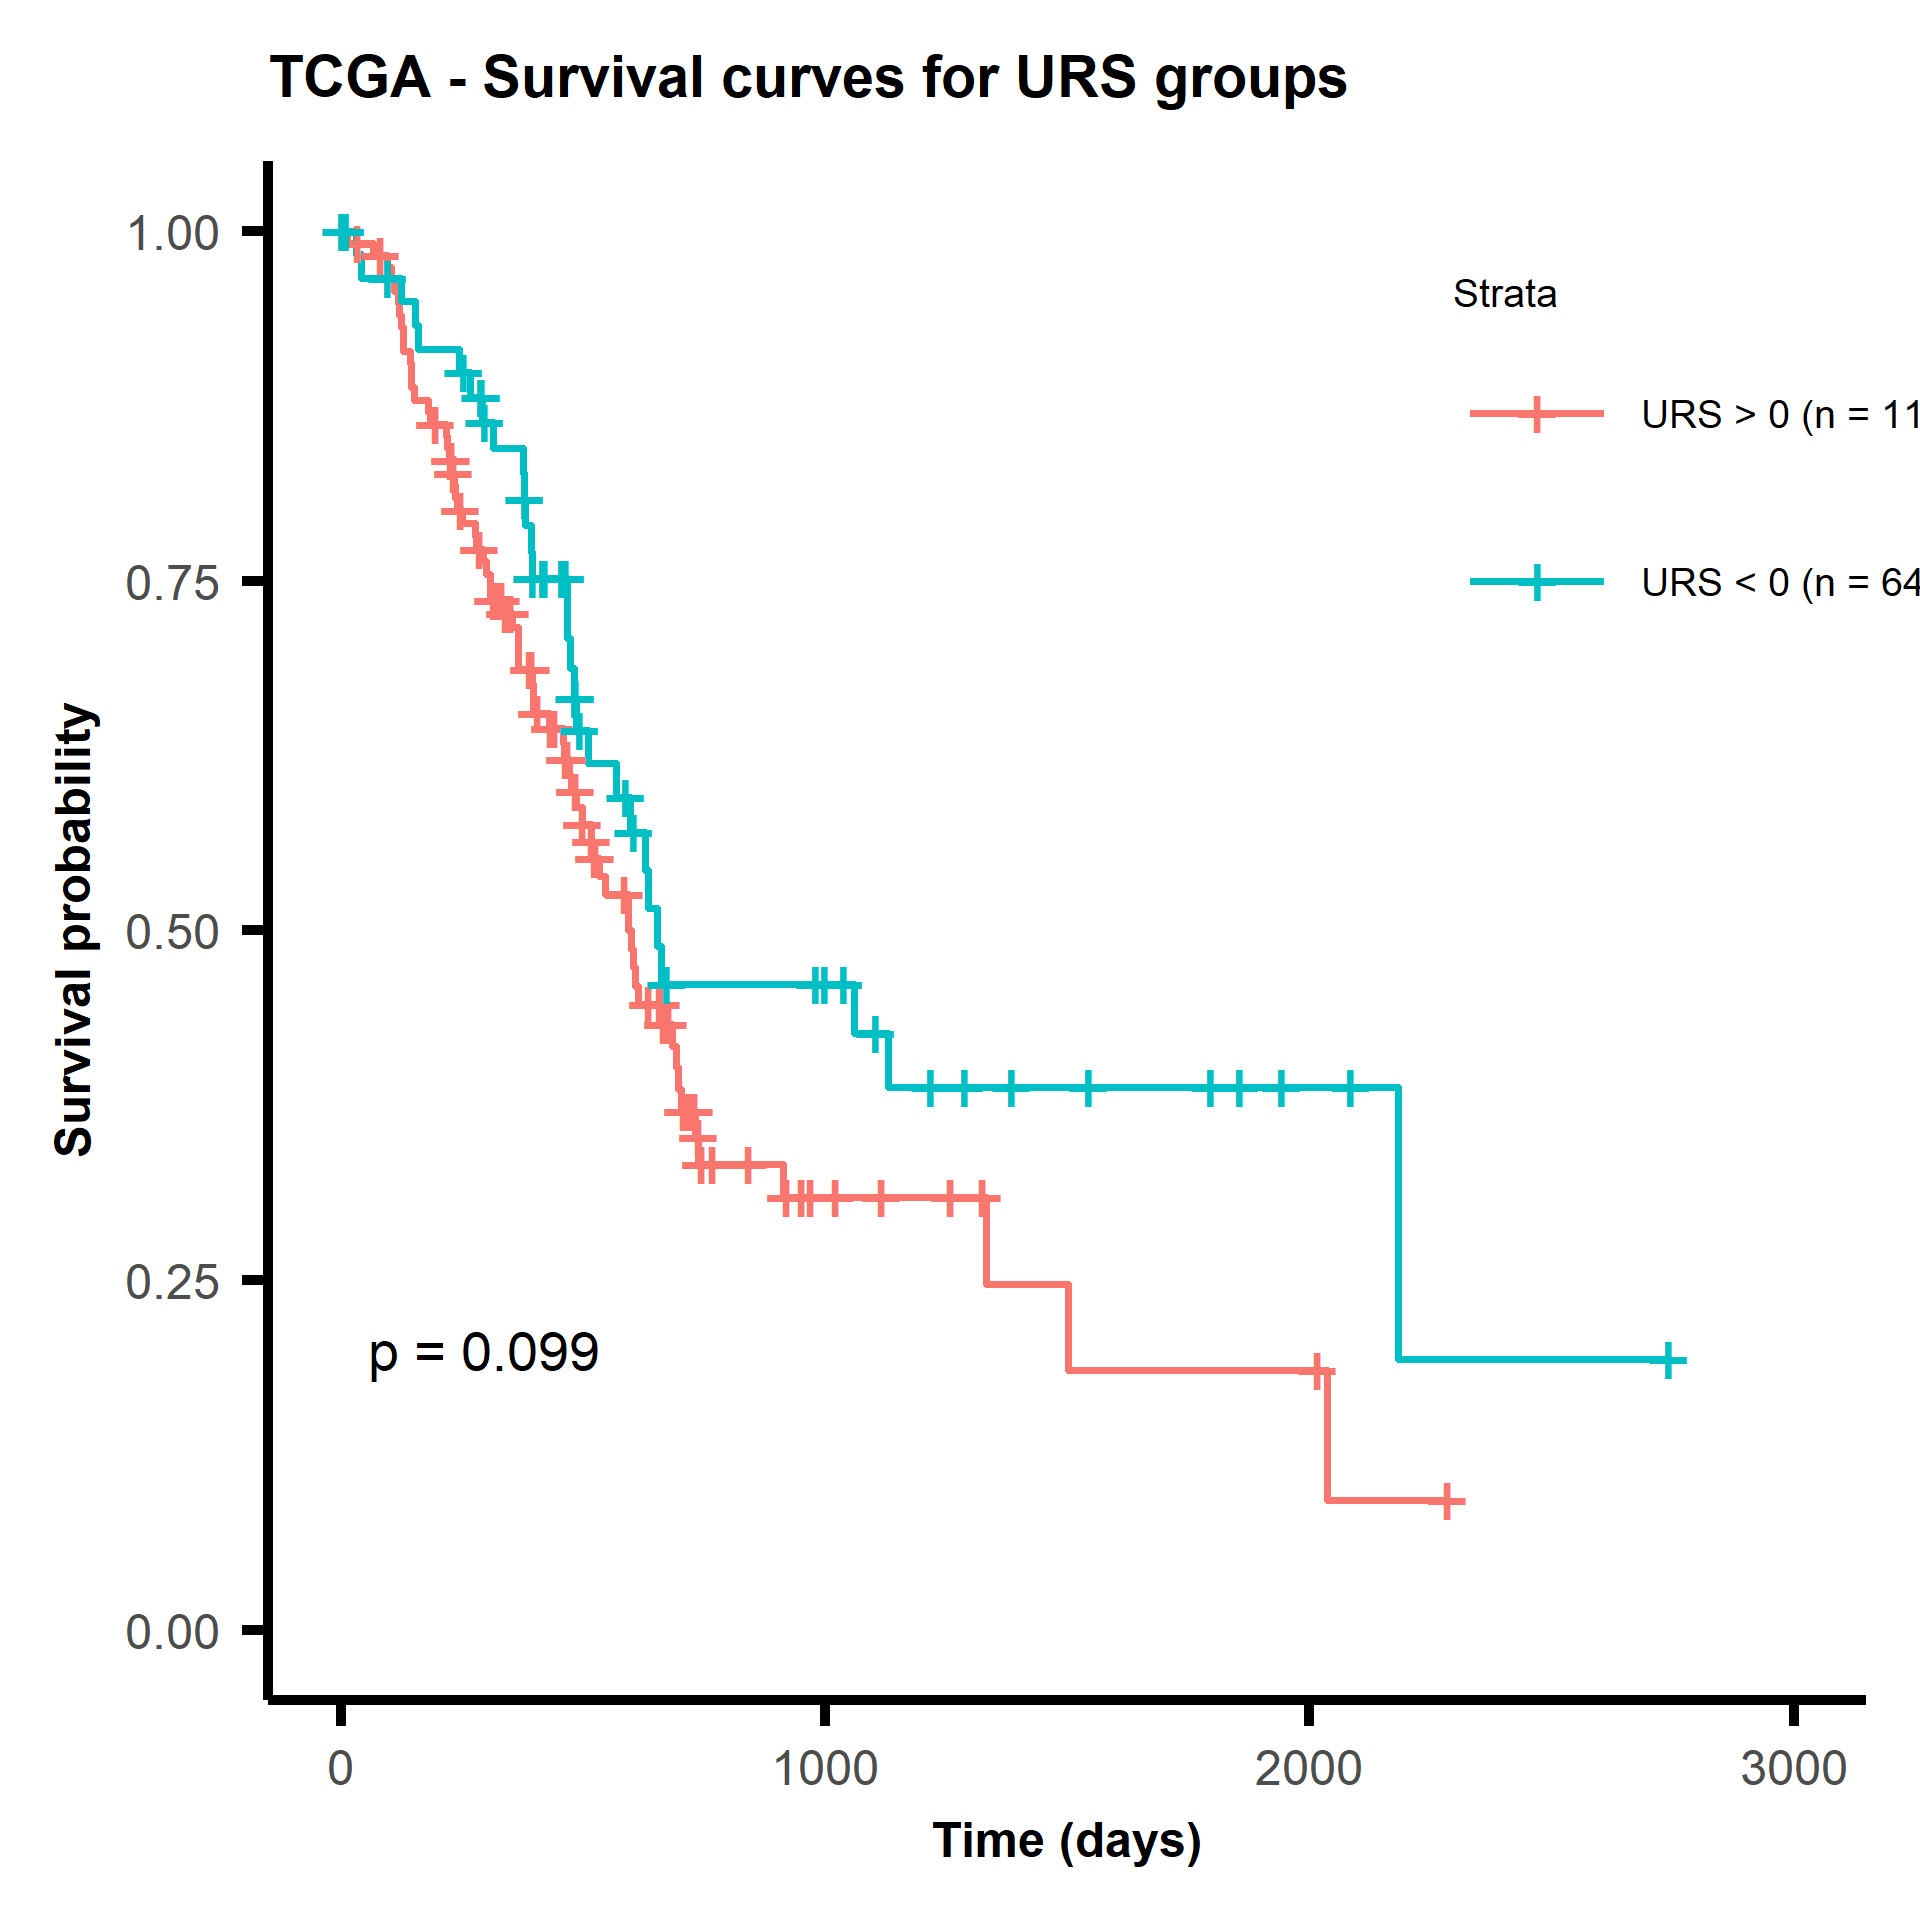 TCGA - Survival curves for URS groups
Strata
URS > 0 (n = 11
URS < 0 (n = 64
1.00
0.75
0.50
0.25
0.00
Survival probability
p = 0.099
0 1000 2000 3000
Time (days)